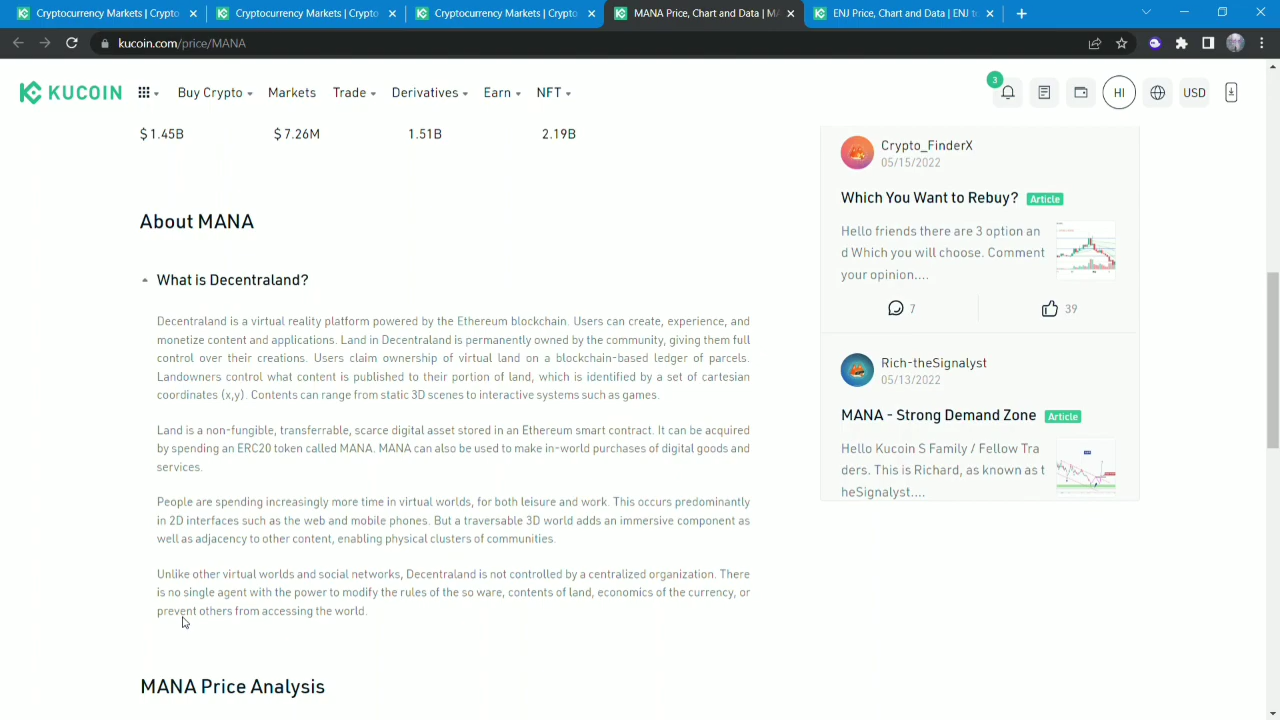 Cryptocurrency Markets | Crypto
Cryptocurrency Markets | Crypto
Cryptocurrency Markets | Crypto
MANA Price, Chart and Data | MA
ENJ Price, Chart and Data | ENJ t
kucoin.com/price/MANA
KUCOIN
Buy Crypto
Markets
Trade
Derivatives
Earn
NFT
3
HI
USD
$ 1.45B
$ 7.26M
1.51B
2.19B
About MANA
What is Decentraland?
Decentraland is a virtual reality platform powered by the Ethereum blockchain. Users can create, experience, and
monetize content and applications. Land in Decentraland is permanently owned by the community, giving them full
control over their creations. Users claim ownership of virtual land on a blockchain-based ledger of parcels.
Landowners control what content is published to their portion of land, which is identified by a set of cartesian
coordinates (x,y). Contents can range from static 3D scenes to interactive systems such as games.
Land is a non-fungible, transferrable, scarce digital asset stored in an Ethereum smart contract. It can be acquired
by spending an ERC20 token called MANA. MANA can also be used to make in-world purchases of digital goods and
services.
People are spending increasingly more time in virtual worlds, for both leisure and work. This occurs predominantly
in 2D interfaces such as the web and mobile phones. But a traversable 3D world adds an immersive component as
well as adjacency to other content, enabling physical clusters of communities.
Unlike other virtual worlds and social networks, Decentraland is not controlled by a centralized organization. There
is no single agent with the power to modify the rules of the so ware, contents of land, economics of the currency, or
prevent others from accessing the world.
MANA Price Analysis
Crypto_FinderX
05/15/2022
Which You Want to Rebuy? Article
Hello friends there are 3 option an
d Which you will choose. Comment
your opinion....
7
39
Rich-theSignalyst
05/13/2022
MANA - Strong Demand Zone Article
Hello Kucoin S Family / Fellow Tra
ders. This is Richard, as known as t
heSignalyst....